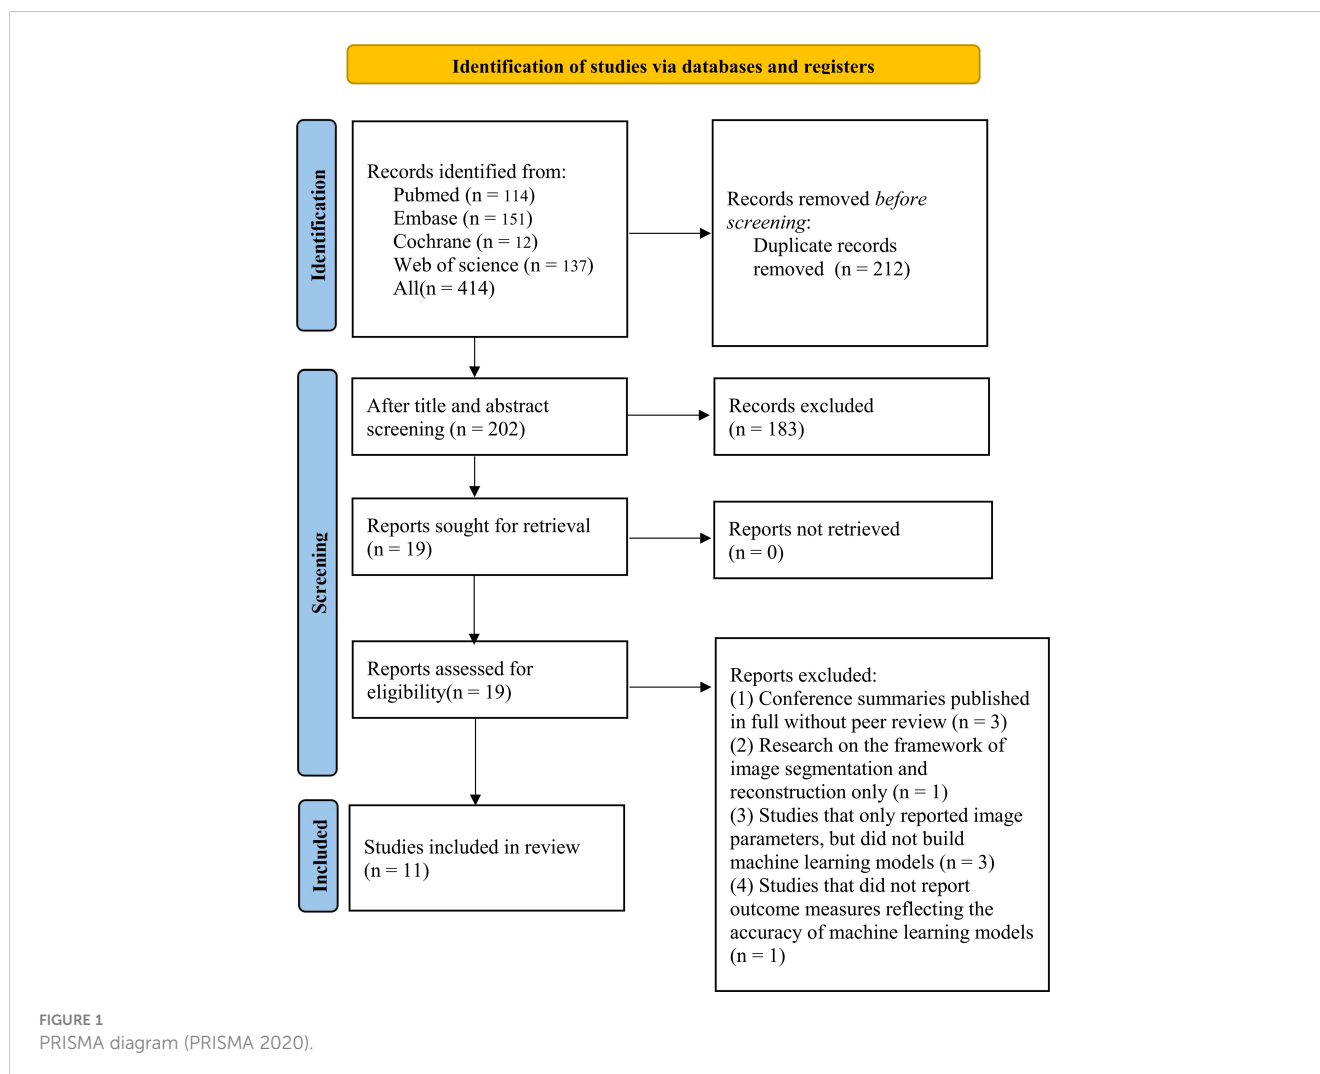 Identification of studies via databases and registers
Identification
Records identified from:
Pubmed (n = 114)
Embase (n = 151)
Cochrane (n = 12)
Web of science (n = 137)
All(n = 414)
Records removed before
screening:
Duplicate records
removed  (n = 212)
Screening
After title and abstract
screening (n = 202)
Records excluded
(n = 183)
Reports sought for retrieval
(n = 19)
Reports not retrieved
(n = 0)
Reports assessed for
eligibility(n = 19)
Reports excluded:
(1) Conference summaries published
in full without peer review (n = 3)
(2) Research on the framework of
image segmentation and
reconstruction only (n = 1)
(3) Studies that only reported image
parameters, but did not build
machine learning models (n = 3)
(4) Studies that did not report
outcome measures reflecting the
accuracy of machine learning models
(n = 1)
Included
Studies included in review
(n = 11)
FIGURE 1
PRISMA diagram (PRISMA 2020).